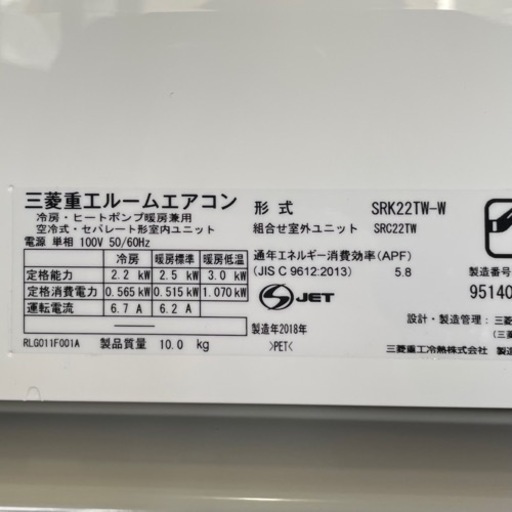 三菱重工ルームエアコン
冷房・ヒートポンプ暖房兼用
空冷式・セパレート形室内ユニット
電源 単相 100V 50/60Hz
冷房 暖房標準 暖房低温
定格能力 2.2 kW 2.5 kW 3.0 kW
定格消費電力 0.565 kW 0.515 kW 1.070 kW
運転電流 6.7 A 6.2 A
RLG011F001A 製品質量 10.0 kg
形式 SRK22TW-W
組合せ室外ユニット SRC22TW
通年エネルギー消費効率(APF)
(JIS C 9612:2013) 5.8
JET
製造年2018年
>PET<
製造番号
95140
設計・製造管理:三菱
(三菱
三菱重工冷熱株式会社